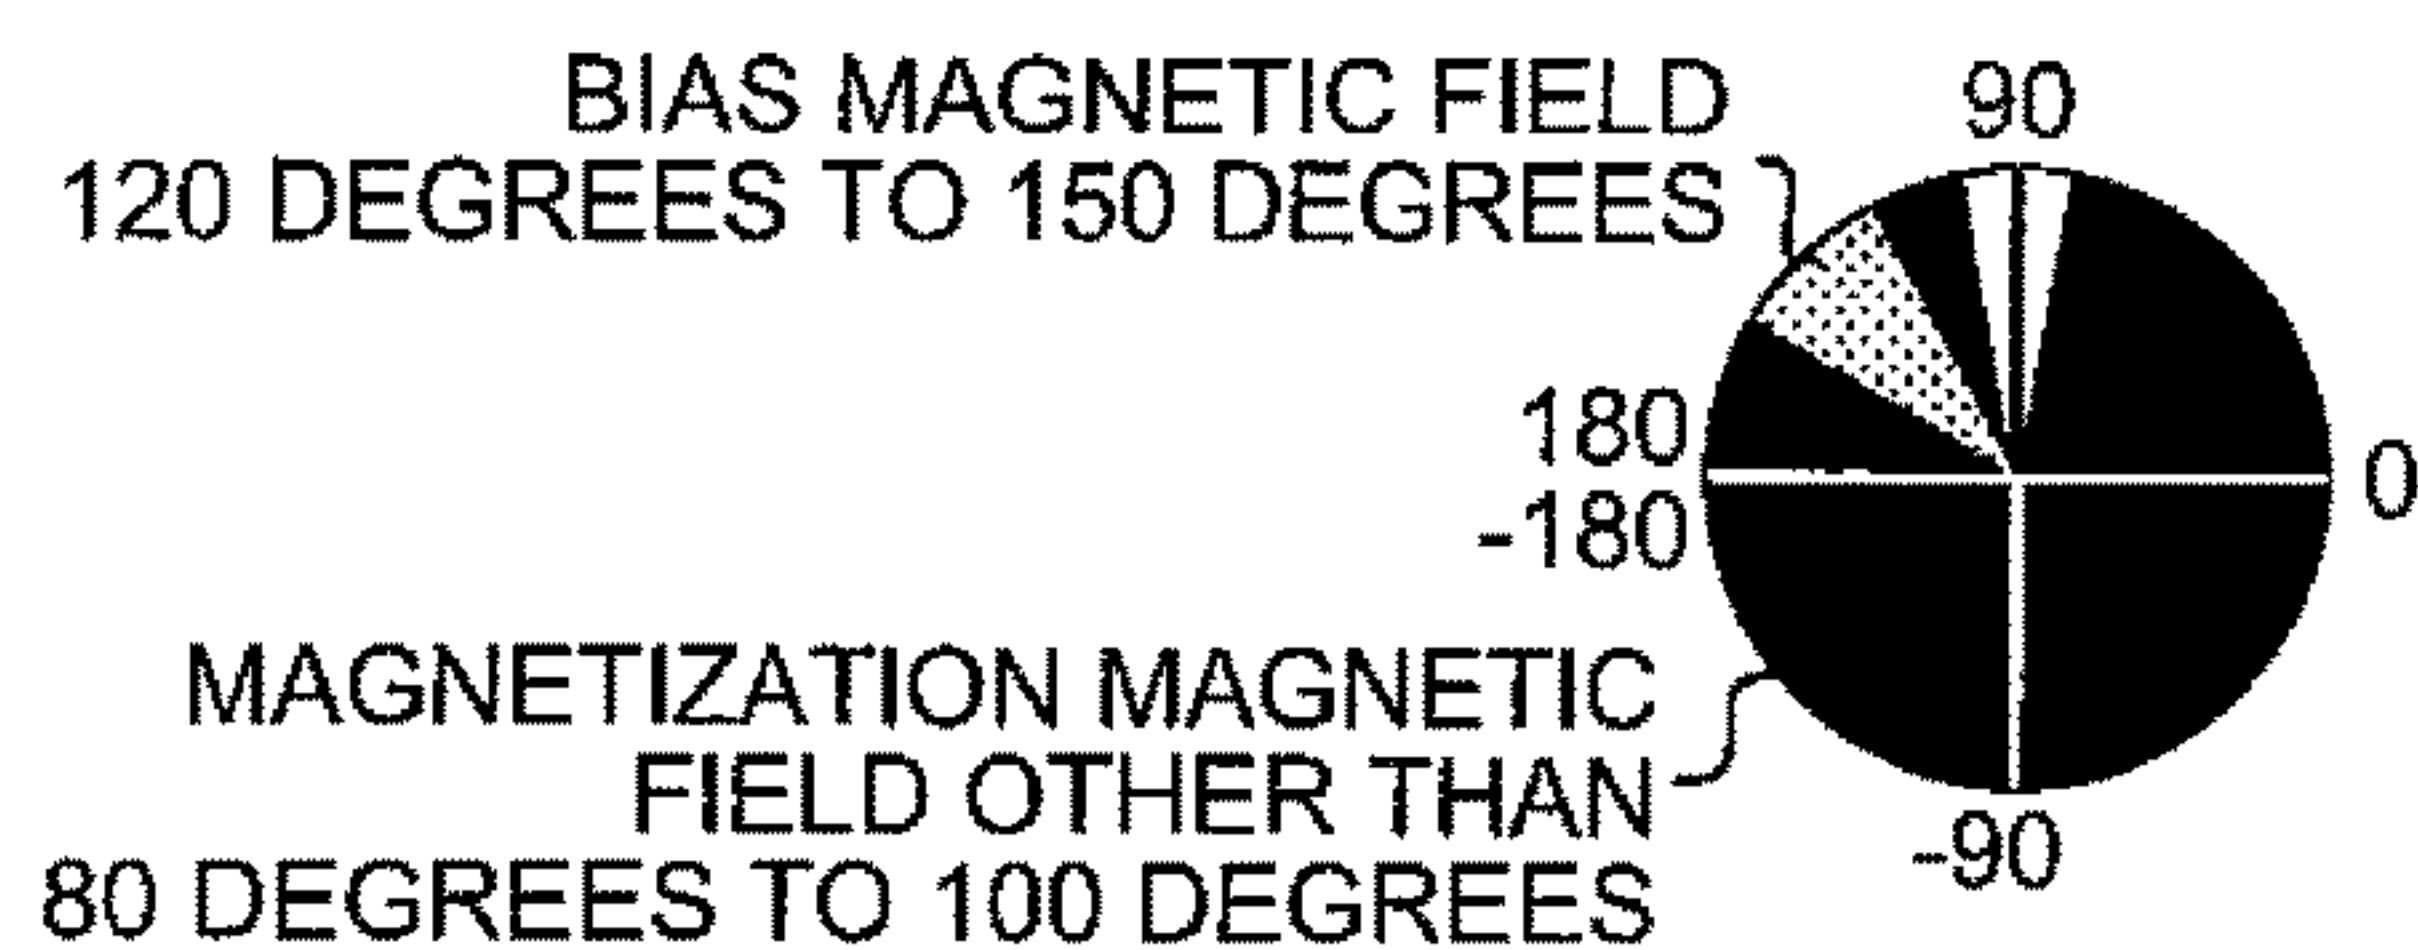 BIAS MAGNETIC FIELD
120 DEGREES TO 150 DEGREES
90
180
-180
0
MAGNETIZATION MAGNETIC
FIELD OTHER THAN
80 DEGREES TO 100 DEGREES
-90